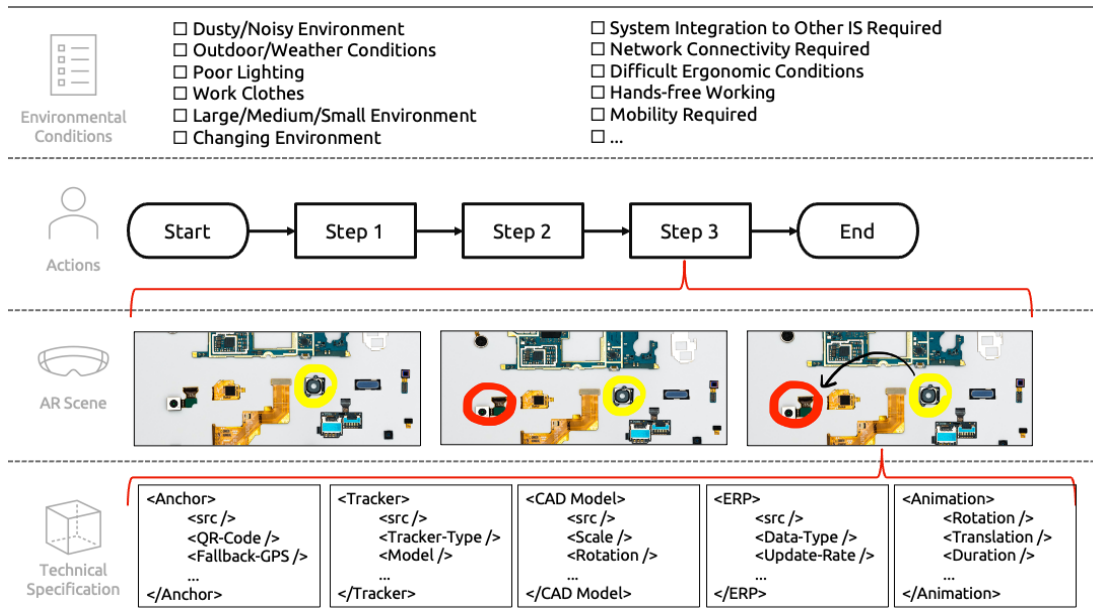 Environmental
Conditions
☐ Dusty/Noisy Environment
☐ Outdoor/Weather Conditions
☐ Poor Lighting
☐ Work Clothes
☐ Large/Medium/Small Environment
☐ Changing Environment
☐ System Integration to Other IS Required
☐ Network Connectivity Required
☐ Difficult Ergonomic Conditions
☐ Hands-free Working
☐ Mobility Required
☐ ...
Actions
Start
Step 1
Step 2
Step 3
End
AR Scene
Technical
Specification
<Anchor>
<src />
<QR-Code />
<Fallback-GPS />
...
</Anchor>
<Tracker>
<src />
<Tracker-Type />
<Model />
...
</Tracker>
<CAD Model>
<src />
<Scale />
<Rotation />
...
</CAD Model>
<ERP>
<src />
<Data-Type />
<Update-Rate />
...
</ERP>
<Animation>
<Rotation />
<Translation />
<Duration />
...
</Animation>